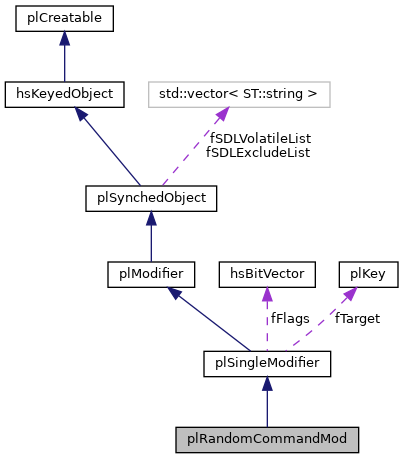 plCreatable
hsKeyedObject
std::vector< ST::string >
fSDLVolatileList
fSDLExcludeList
plSynchedObject
plModifier
hsBitVector
plKey
fFlags
fTarget
plSingleModifier
plRandomCommandMod